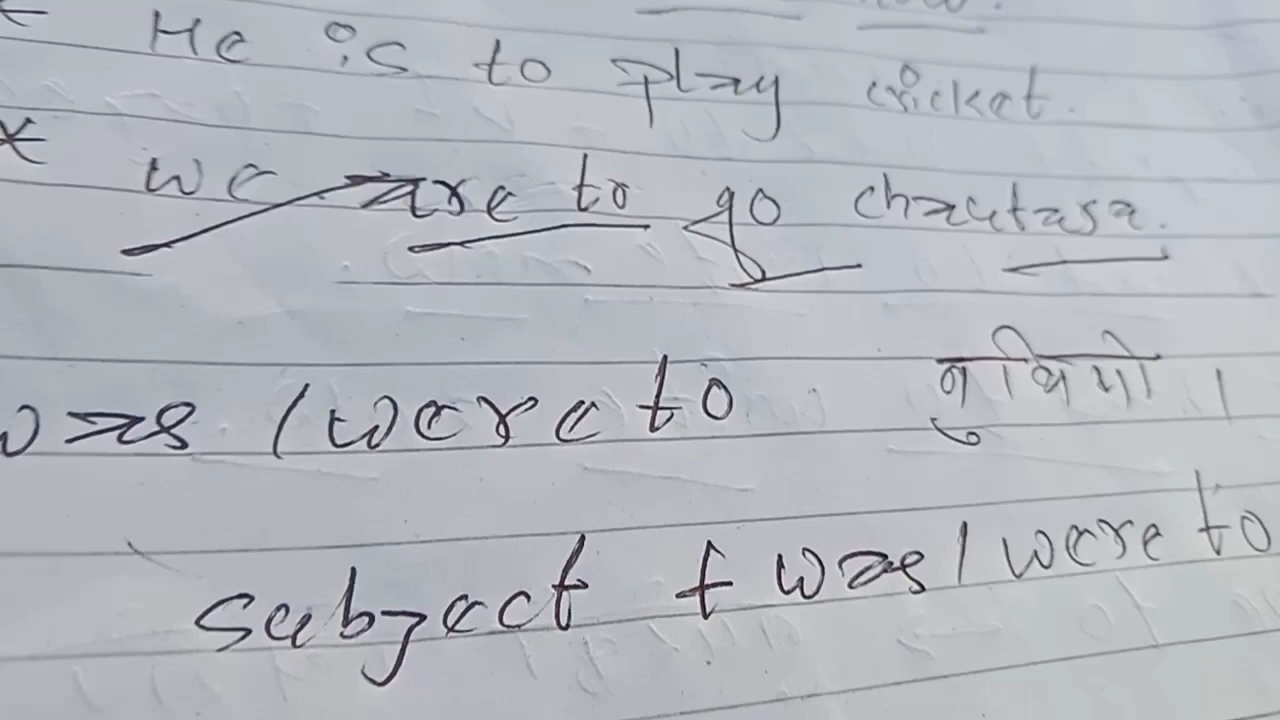 * He is to play cricket.
* we are to go chautara.
was / were to नुथियो ।
subject + was / were to